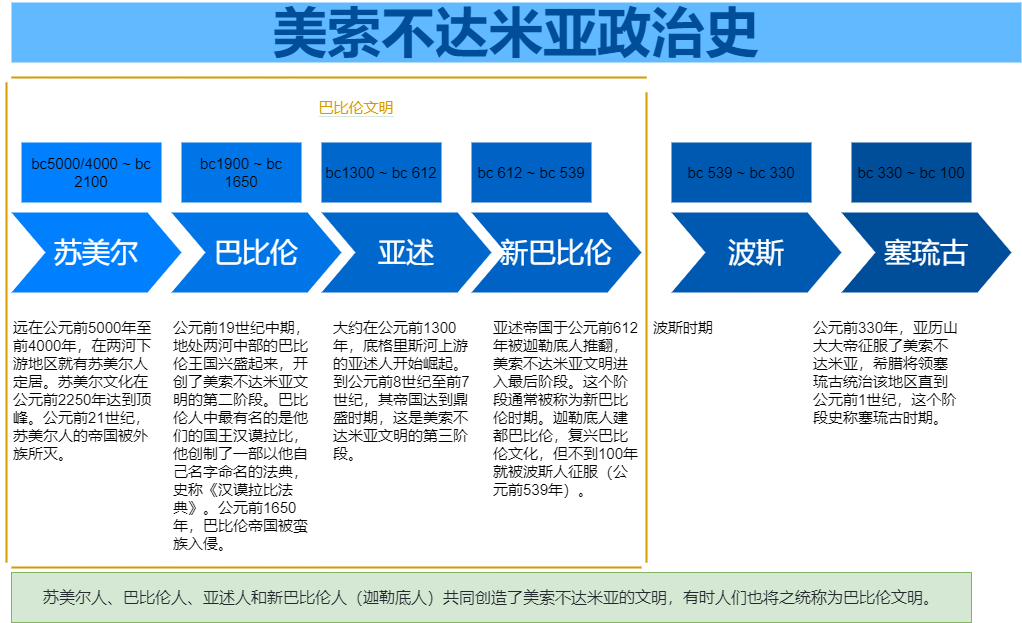 美索不达米亚政治史
巴比伦文明
bc5000/4000 ~ bc
2100
bc1900 ~ bc
1650
bc1300 ~ bc 612
bc 612 ~ bc 539
bc 539 ~ bc 330
bc 330 ~ bc 100
苏美尔
巴比伦
亚述
新巴比伦
波斯
塞琉古
远在公元前5000年至
前4000年，在两河下
游地区就有苏美尔人
定居。苏美尔文化在
公元前2250年达到顶
峰。公元前21世纪，
苏美尔人的帝国被外
族所灭。
公元前19世纪中期，
地处两河中部的巴比
伦王国兴盛起来，开
创了美索不达米亚文
明的第二阶段。巴比
伦人中最有名的是他
们的国王汉谟拉比，
他创制了一部以他自
己名字命名的法典，
史称《汉谟拉比法
典》。公元前1650
年，巴比伦帝国被蛮
族入侵。
大约在公元前1300
年，底格里斯河上游
的亚述人开始崛起。
到公元前8世纪至前7
世纪，其帝国达到鼎
盛时期，这是美索不
达米亚文明的第三阶
段。
亚述帝国于公元前612
年被迦勒底人推翻，
美索不达米亚文明进
入最后阶段。这个阶
段通常被称为新巴比
伦时期。迦勒底人建
都巴比伦，复兴巴比
伦文化，但不到100年
就被波斯人征服（公
元前539年）。
波斯时期
公元前330年，亚历山
大大帝征服了美索不
达米亚，希腊将领塞
琉古统治该地区直到
公元前1世纪，这个阶
段史称塞琉古时期。
苏美尔人、巴比伦人、亚述人和新巴比伦人（迦勒底人）共同创造了美索不达米亚的文明，有时人们也将之统称为巴比伦文明。